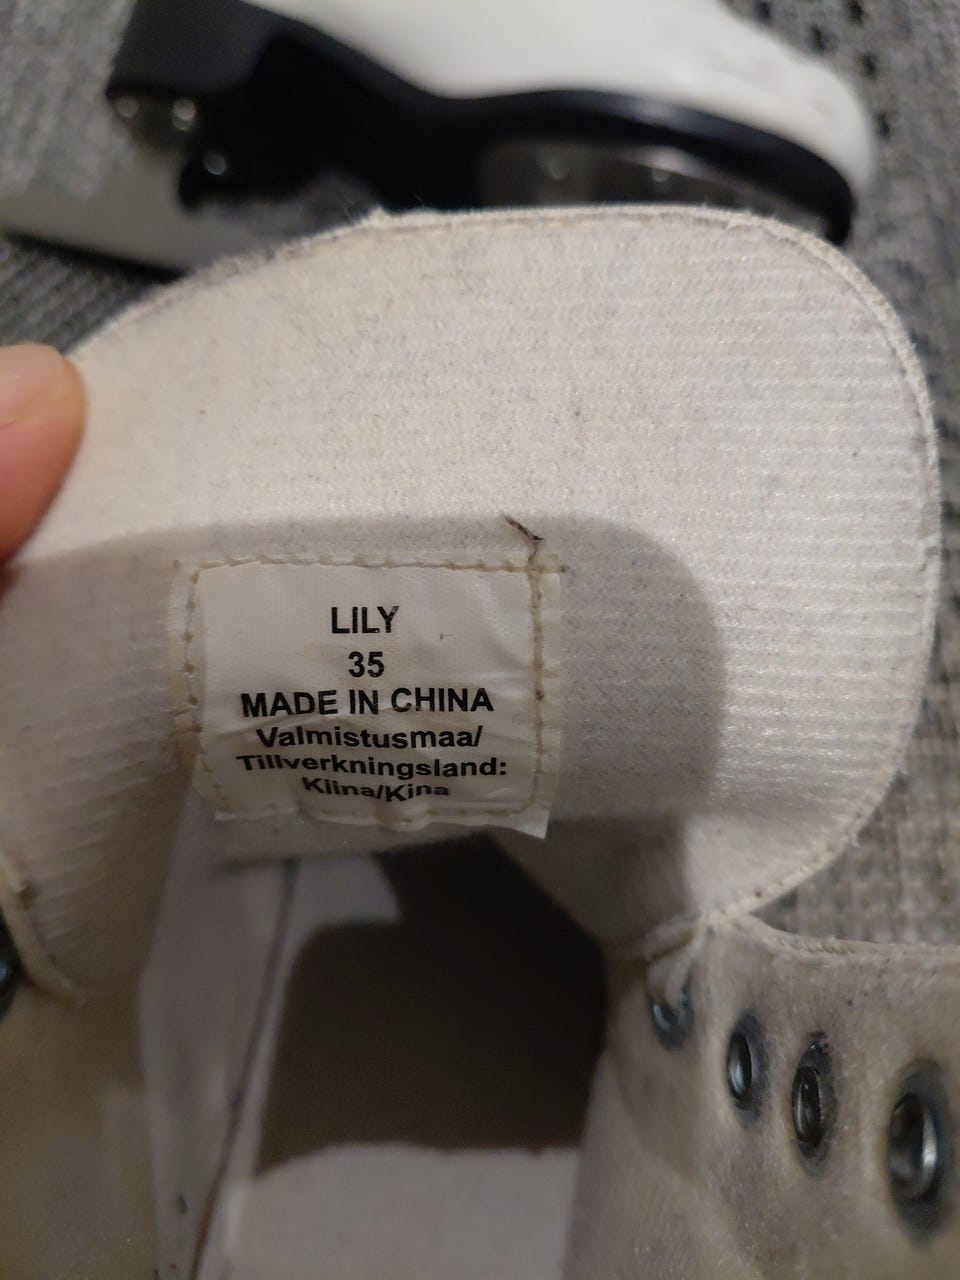 LILY
35
MADE IN CHINA
Valmistusmaa/
Tillverkningsland:
Kiina/Kina